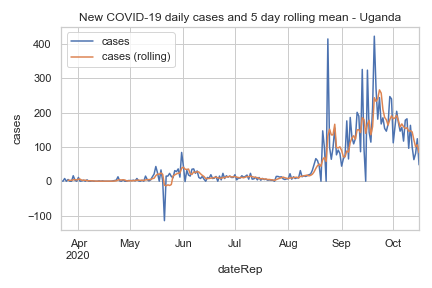 New COVID-19 daily cases and 5 day rolling mean - Uganda
cases
cases (rolling)
400
300
200
100
0
−100
cases
Apr
2020
May
Jun
Jul
Aug
Sep
Oct
dateRep